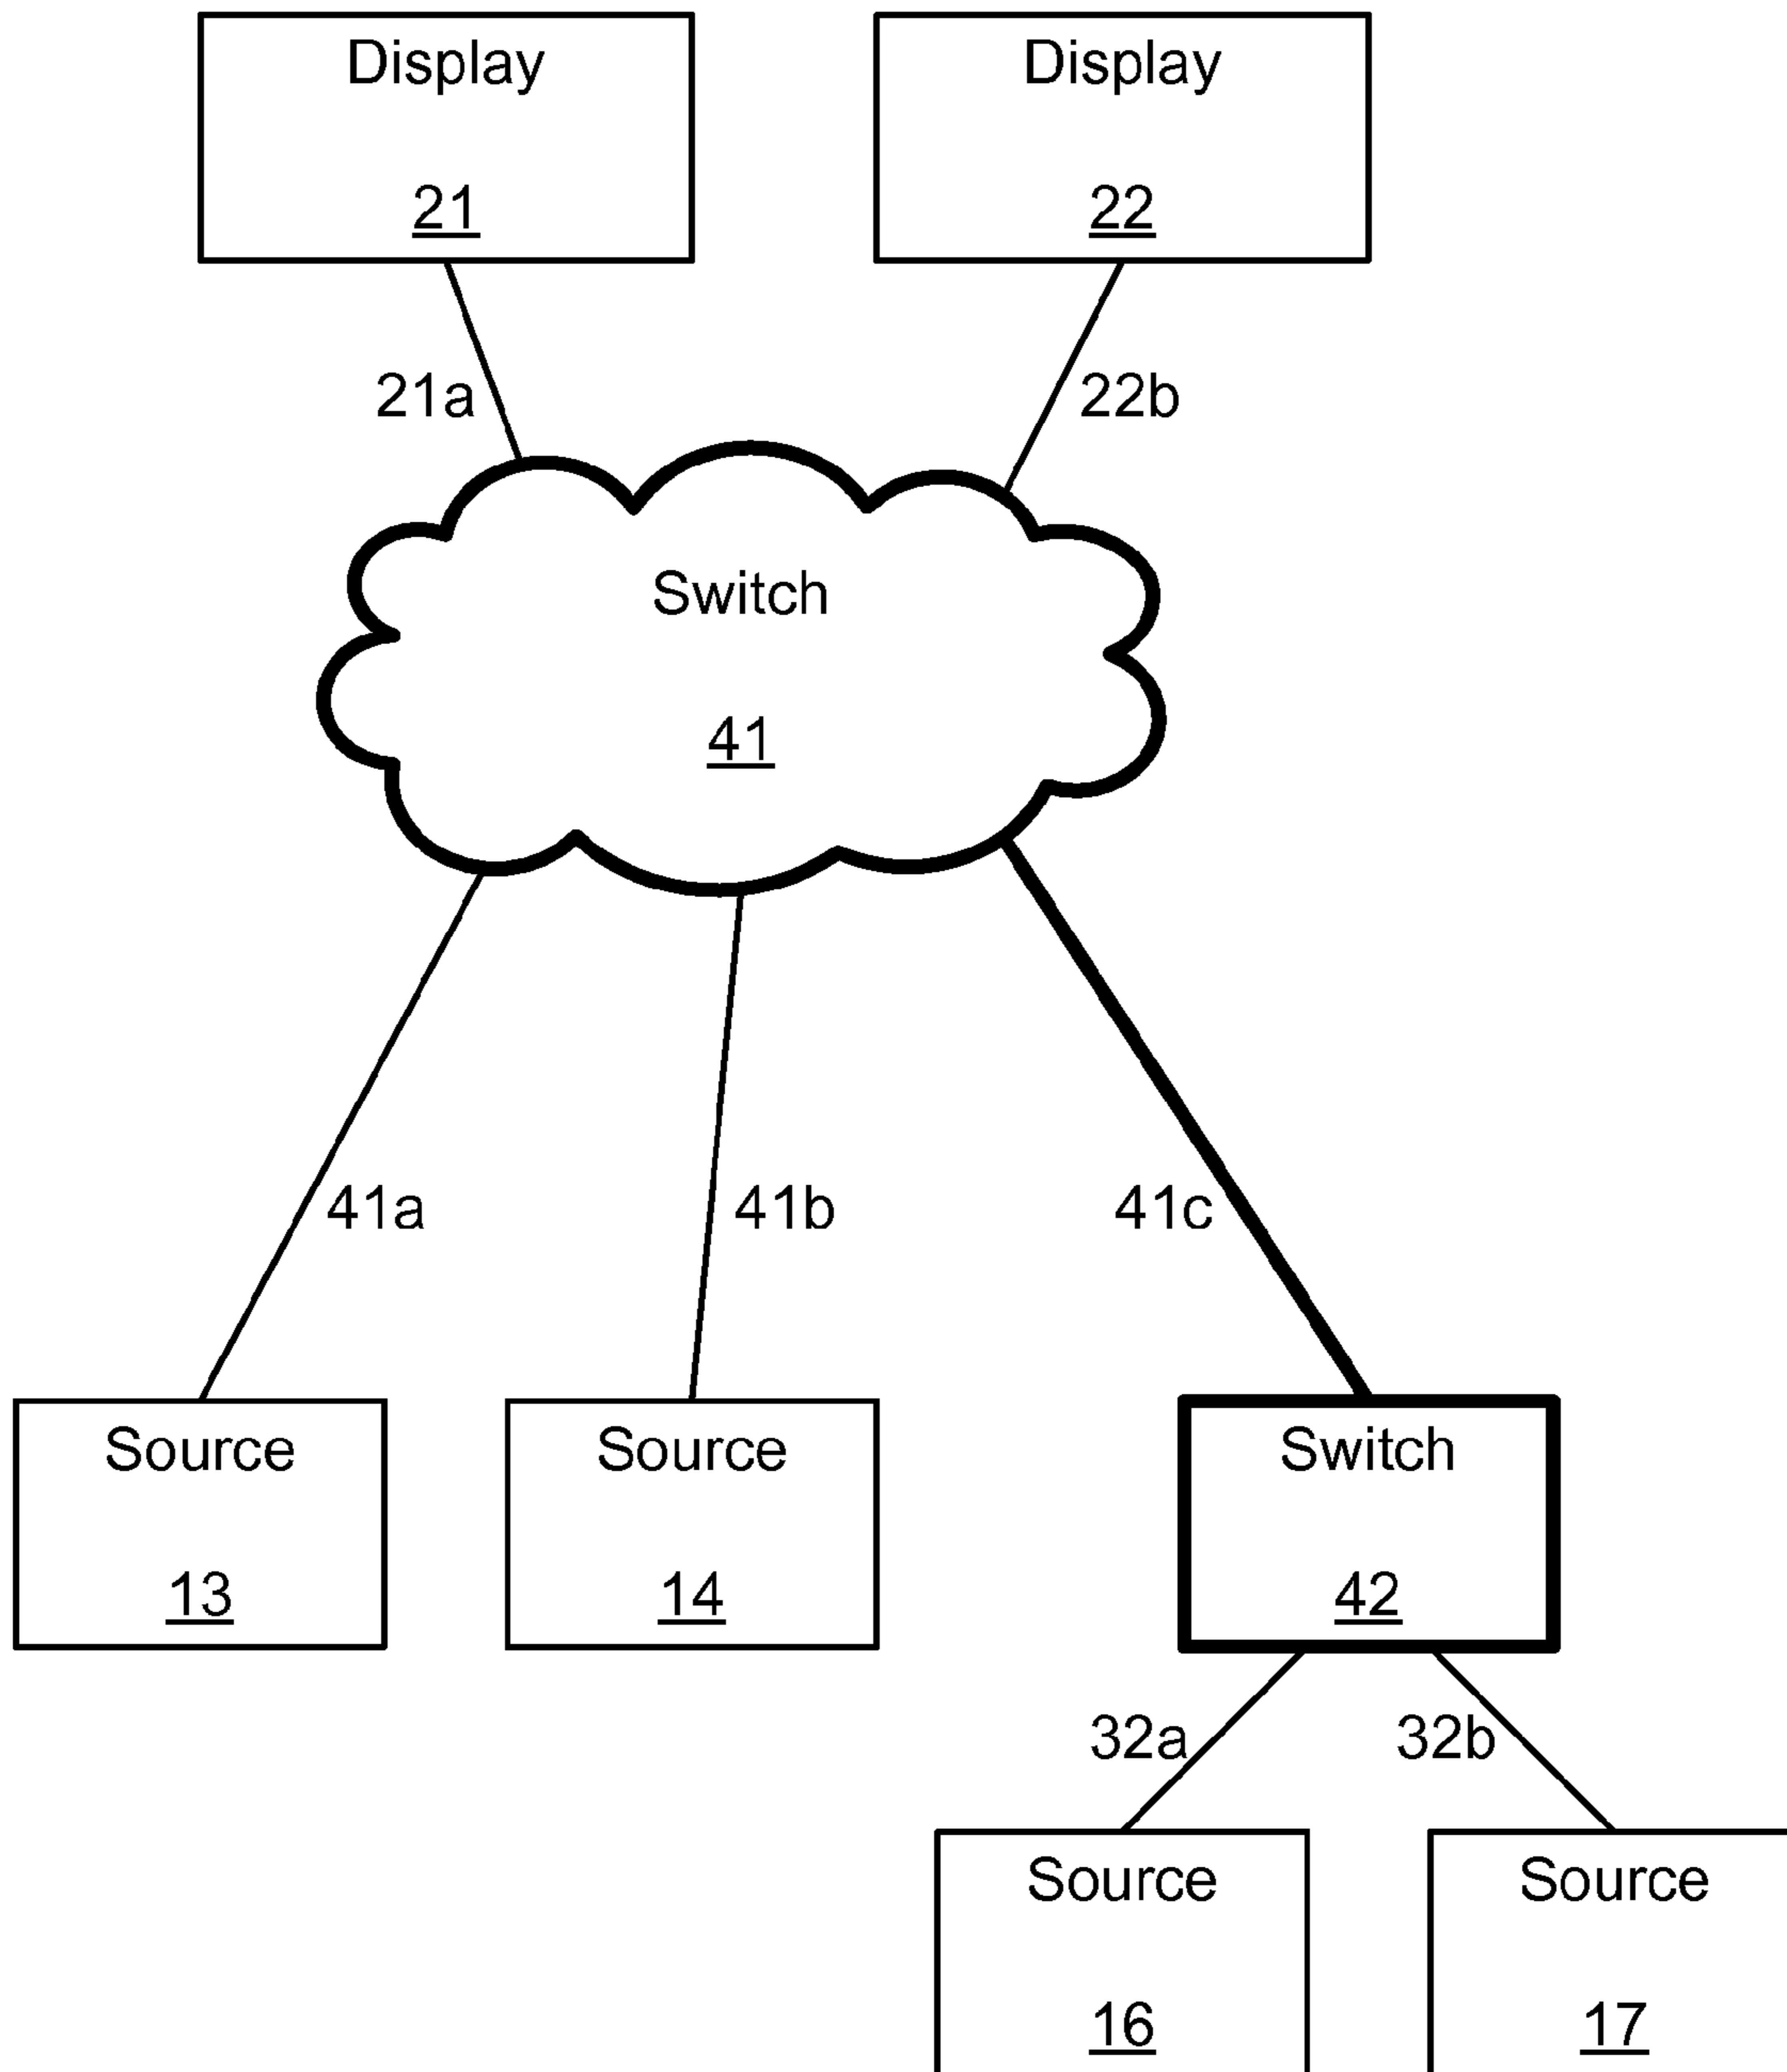 Display
21
Display
22
21a
22b
Switch
41
41a
41b
41c
Source
13
Source
14
Switch
42
32a
32b
Source
16
Source
17